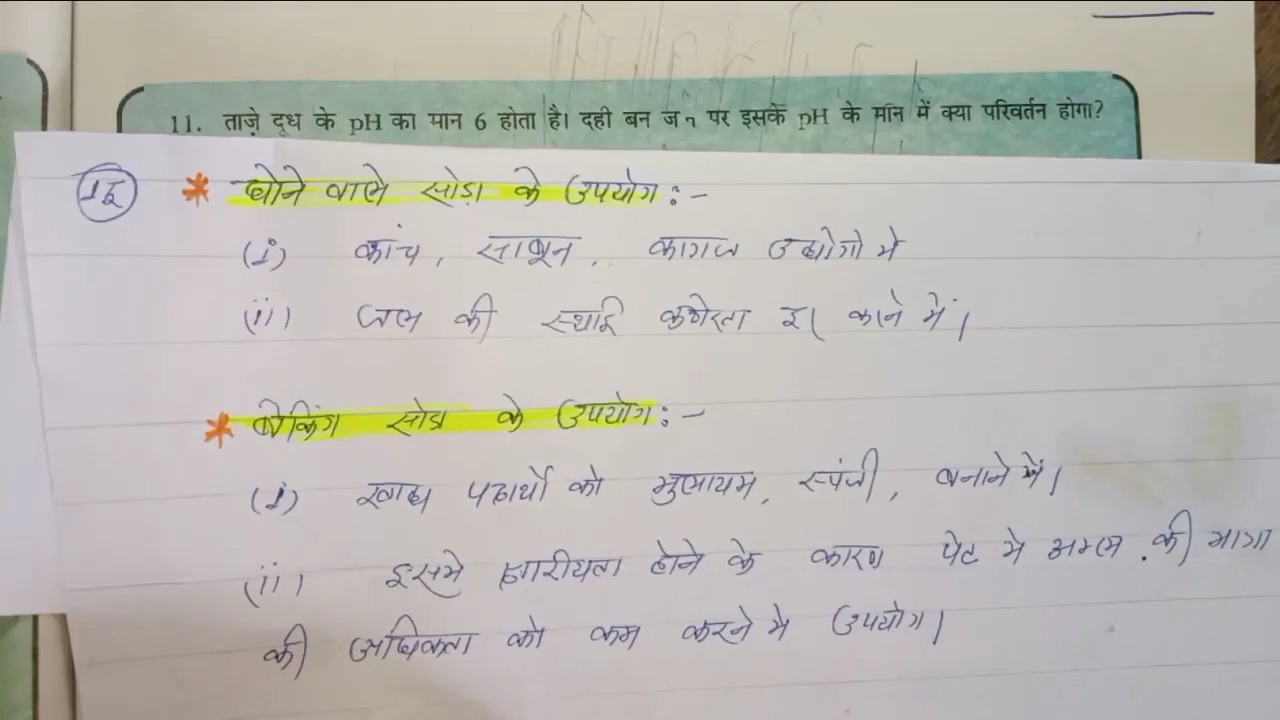 11. ताज़े दूध के pH का मान 6 होता है। दही बन ज न पर इसके pH के मान में क्या परिवर्तन होगा?
* धोने वाले सोडा के उपयोग :-
(i) कांच, साबून, कागज उद्योगो मे
(ii) जल की स्थाई कठोरता दूर करने में।
* बेकिंग सोडा के उपयोग :-
(i) खाद्य पदार्थो को मुलायम, स्पंजी, बनाने में।
(ii) इसमे क्षारीयता होने के कारण पेट मे अम्ल की मात्रा
की अधिकता को कम करने मे उपयोग।